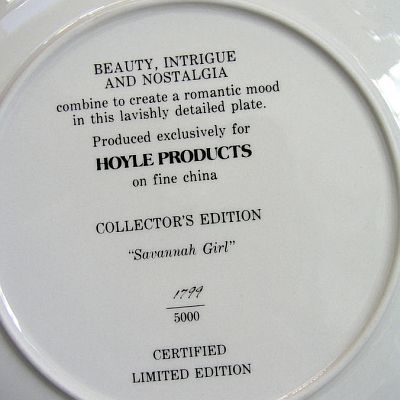 BEAUTY, INTRIGUE
AND NOSTALGIA
combine to create a romantic mood
in this lavishly detailed plate.
Produced exclusively for
HOYLE PRODUCTS
on fine china
COLLECTOR'S EDITION
"Savannah Girl"
1799
5000
CERTIFIED
LIMITED EDITION